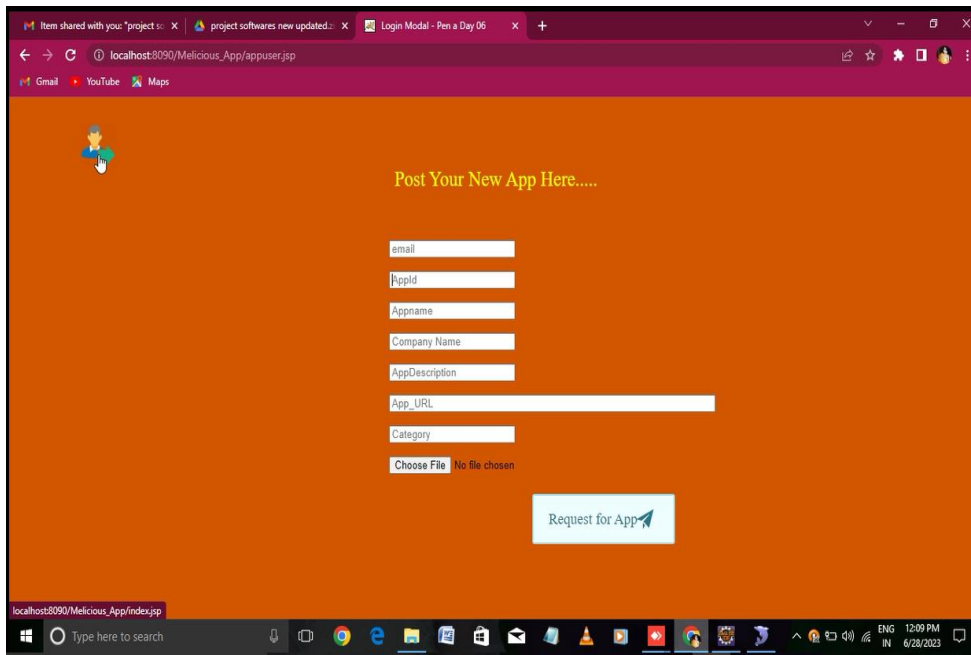 Item shared with you: "project so
project softwares new updated.z
Login Modal - Pen a Day 06
localhost:8090/Melicious_App/appuser.jsp
Gmail YouTube Maps
Post Your New App Here.....
email
AppId
Appname
Company Name
AppDescription
App_URL
Category
Choose File No file chosen
Request for App
localhost:8090/Melicious_App/index.jsp
Type here to search
ENG 12:09 PM
IN 6/28/2023